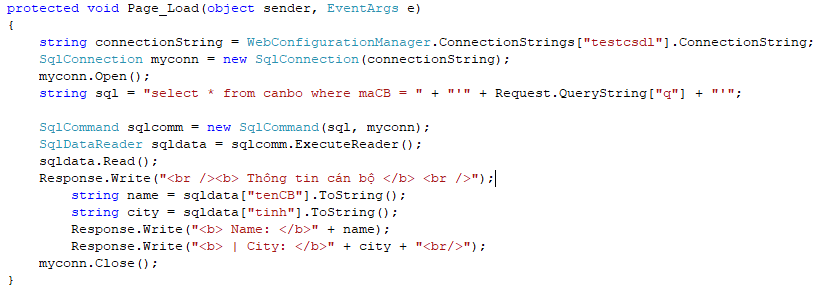 protected void Page_Load(object sender, EventArgs e)
{
string connectionString = WebConfigurationManager.ConnectionStrings["testcsdl"].ConnectionString;
SqlConnection myconn = new SqlConnection(connectionString);
myconn.Open();
string sql = "select * from canbo where maCB = " + "'" + Request.QueryString["q"] + "'";
SqlCommand sqlcomm = new SqlCommand(sql, myconn);
SqlDataReader sqldata = sqlcomm.ExecuteReader();
sqldata.Read();
Response.Write("<br /><b> Thông tin cán bộ </b> <br />");
string name = sqldata["tenCB"].ToString();
string city = sqldata["tinh"].ToString();
Response.Write("<b> Name: </b>" + name);
Response.Write("<b> | City: </b>" + city + "<br/>");
myconn.Close();
}